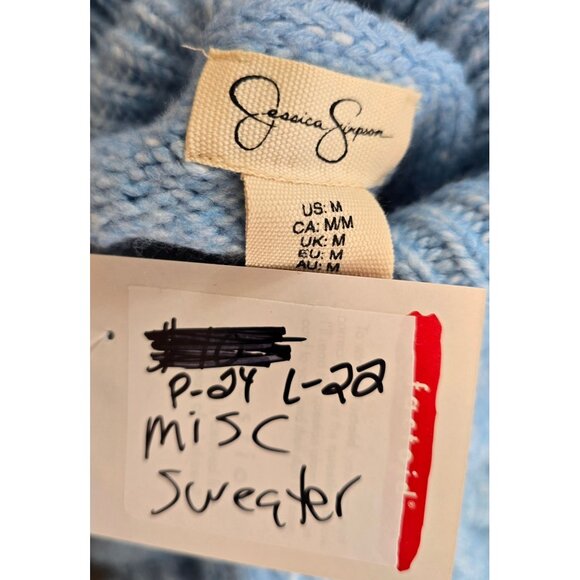 Jessica Simpson
US: M
CA: M/M
UK: M
EU: M
AU: M
P-24 L-22
misc
sweater